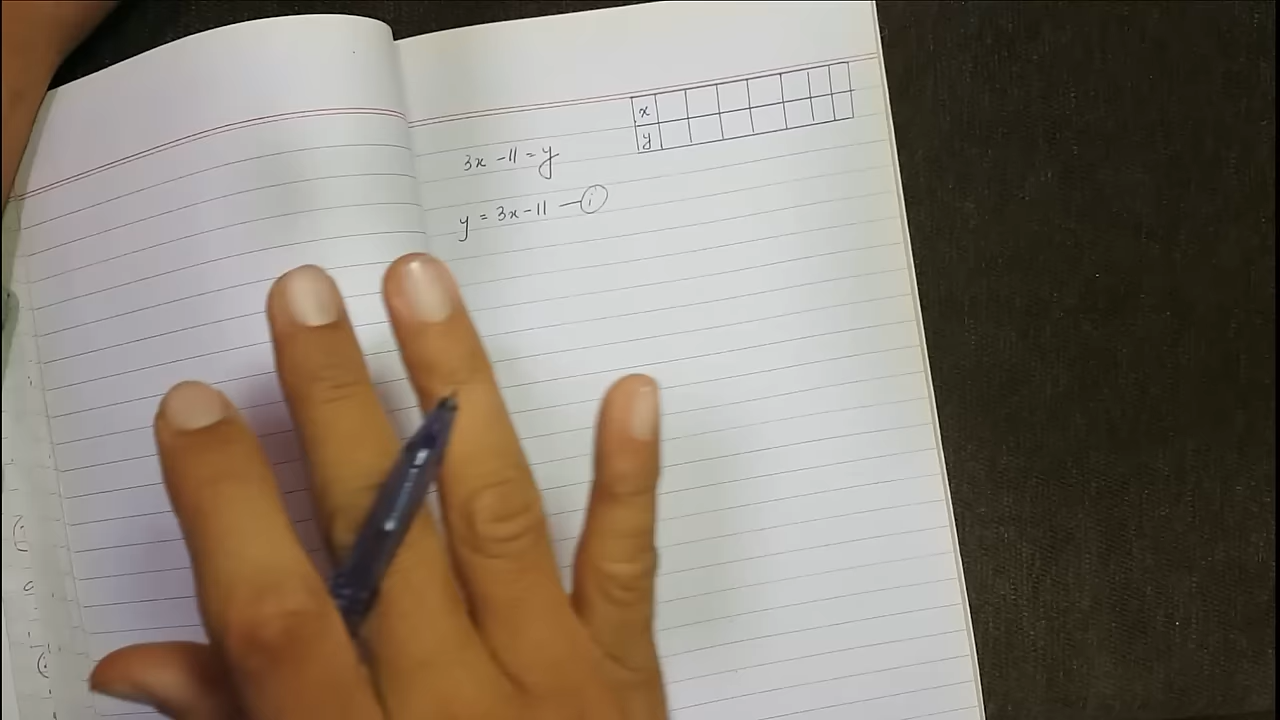 x
y
3x - 11 = y
y = 3x - 11 — (i)